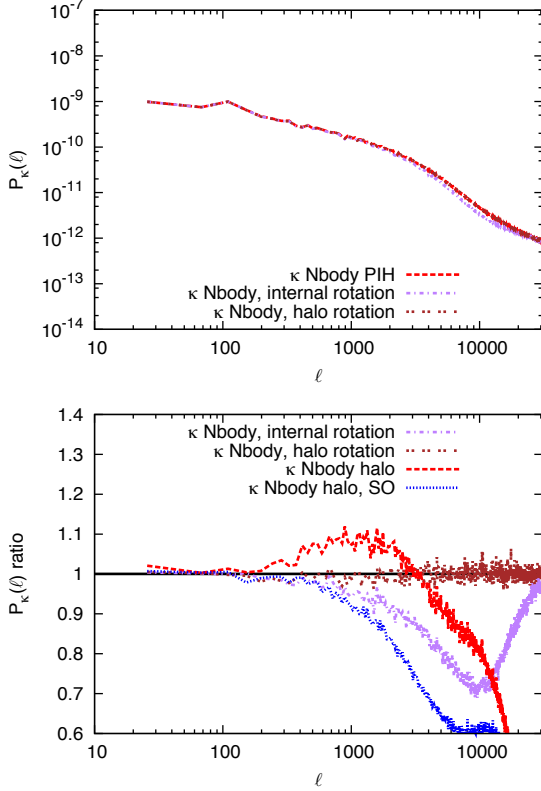 10^-7
10^-8
10^-9
10^-10
10^-11
10^-12
10^-13
10^-14
P_κ(ℓ)
κ Nbody PIH
κ Nbody, internal rotation
κ Nbody, halo rotation
10 100 1000 10000
ℓ
1.4
1.3
1.2
1.1
1
0.9
0.8
0.7
0.6
P_κ(ℓ) ratio
κ Nbody, internal rotation
κ Nbody, halo rotation
κ Nbody halo
κ Nbody halo, SO
10 100 1000 10000
ℓ